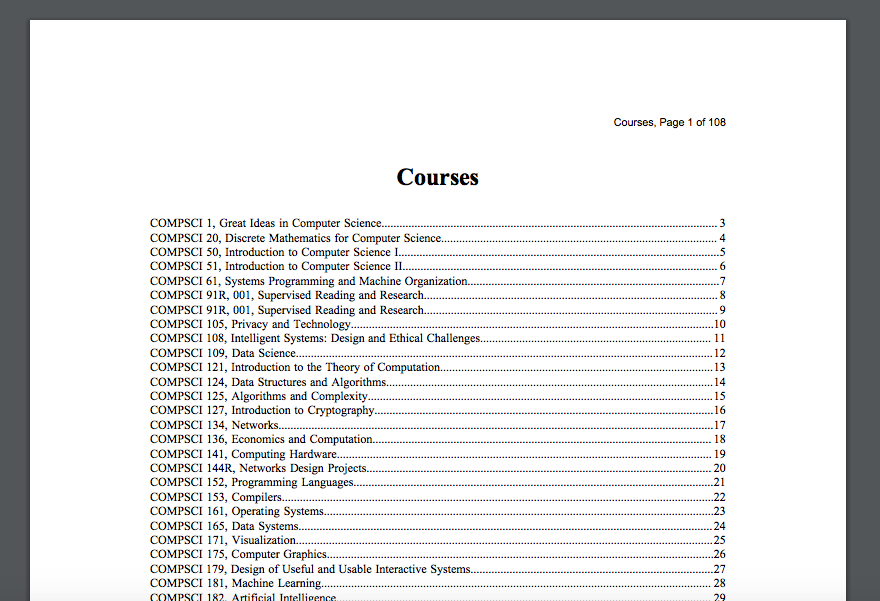 Courses, Page 1 of 108
Courses
COMPSCI 1, Great Ideas in Computer Science 3
COMPSCI 20, Discrete Mathematics for Computer Science 4
COMPSCI 50, Introduction to Computer Science I 5
COMPSCI 51, Introduction to Computer Science II 6
COMPSCI 61, Systems Programming and Machine Organization 7
COMPSCI 91R, 001, Supervised Reading and Research 8
COMPSCI 91R, 001, Supervised Reading and Research 9
COMPSCI 105, Privacy and Technology 10
COMPSCI 108, Intelligent Systems: Design and Ethical Challenges 11
COMPSCI 109, Data Science 12
COMPSCI 121, Introduction to the Theory of Computation 13
COMPSCI 124, Data Structures and Algorithms 14
COMPSCI 125, Algorithms and Complexity 15
COMPSCI 127, Introduction to Cryptography 16
COMPSCI 134, Networks 17
COMPSCI 136, Economics and Computation 18
COMPSCI 141, Computing Hardware 19
COMPSCI 144R, Networks Design Projects 20
COMPSCI 152, Programming Languages 21
COMPSCI 153, Compilers 22
COMPSCI 161, Operating Systems 23
COMPSCI 165, Data Systems 24
COMPSCI 171, Visualization 25
COMPSCI 175, Computer Graphics 26
COMPSCI 179, Design of Useful and Usable Interactive Systems 27
COMPSCI 181, Machine Learning 28
COMPSCI 182, Artificial Intelligence 29